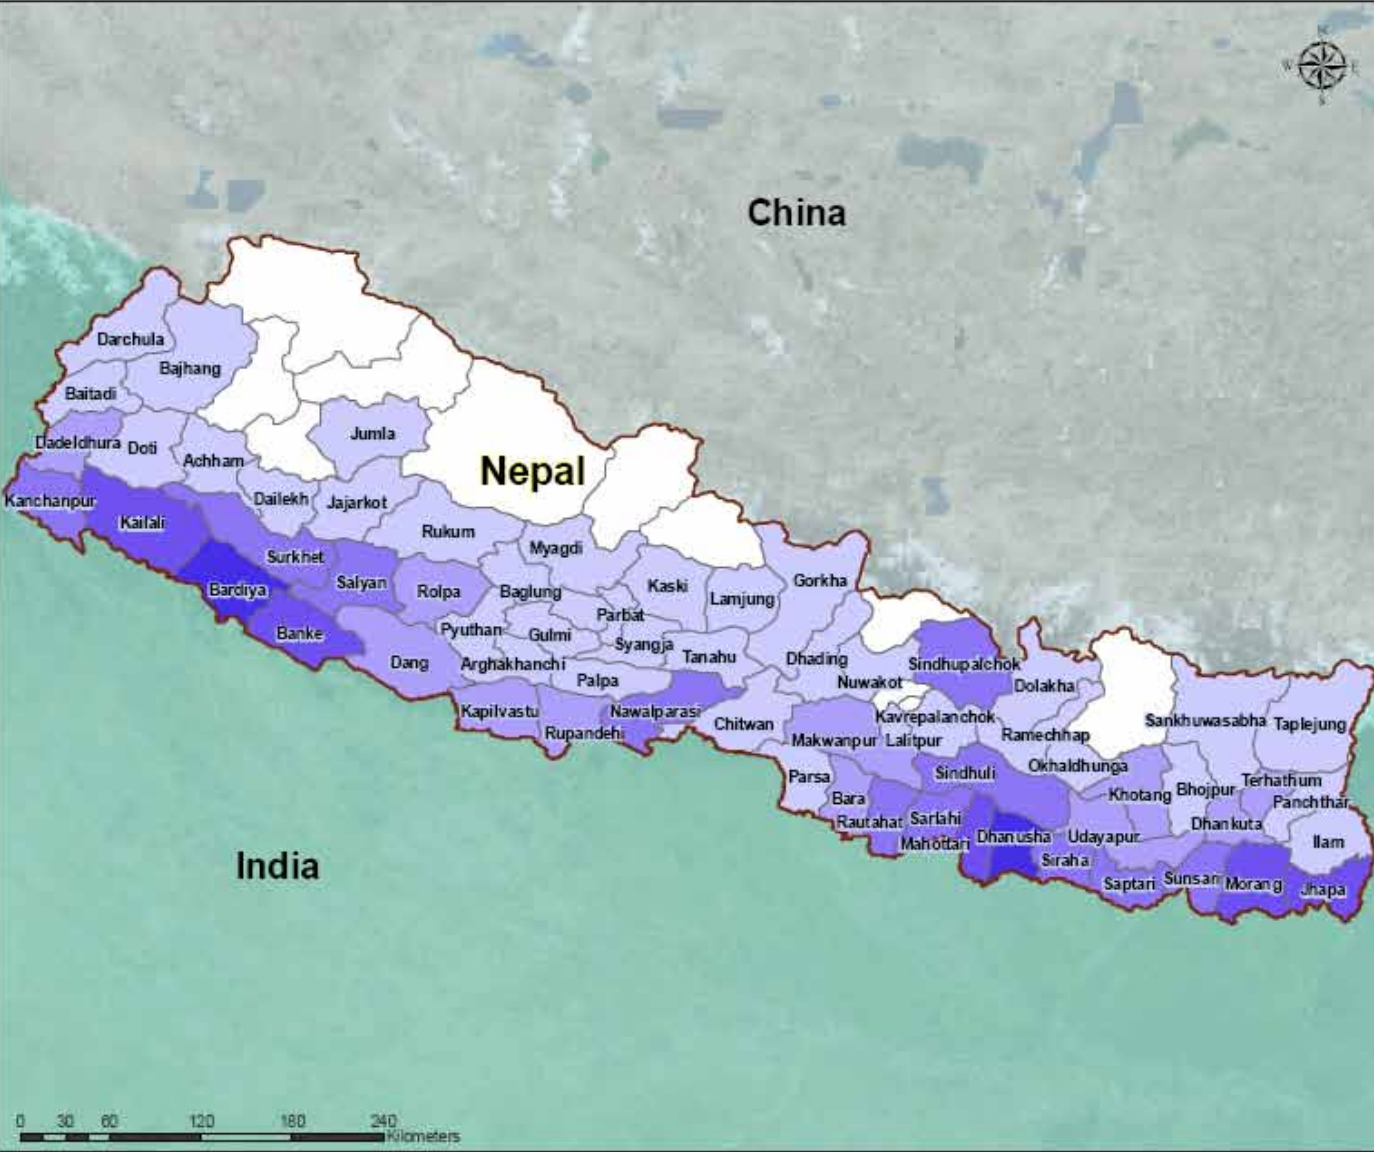 N
W E
S
China
Darchula
Bajhang
Baitadi
Jumla
Dadeldhura
Doti
Achham
Nepal
Kanchanpur
Dailekh
Jajarkot
Kailali
Rukum
Myagdi
Surkhet
Salyan
Gorkha
Kaski
Bardiya
Rolpa
Baglung
Lamjung
Parbat
Banke
Pyuthan
Gulmi
Syangja
Tanahu
Dhading
Dang
Arghakhanchi
Sindhupalchok
Palpa
Nuwakot
Dolakha
Kapilvastu
Nawalparasi
Chitwan
Kavrepalanchok
Sankhuwasabha
Taplejung
Rupandehi
Makwanpur
Lalitpur
Ramechhap
Parsa
Sindhuli
Okhaldhunga
Terhathum
Bara
Khotang
Bhojpur
Panchthar
Rautahat
Sarlahi
Dhankuta
Mahottari
Dhanusha
Udayapur
Ilam
Siraha
India
Saptari
Sunsari
Morang
Jhapa
0 30 60 120 180 240
Kilometers